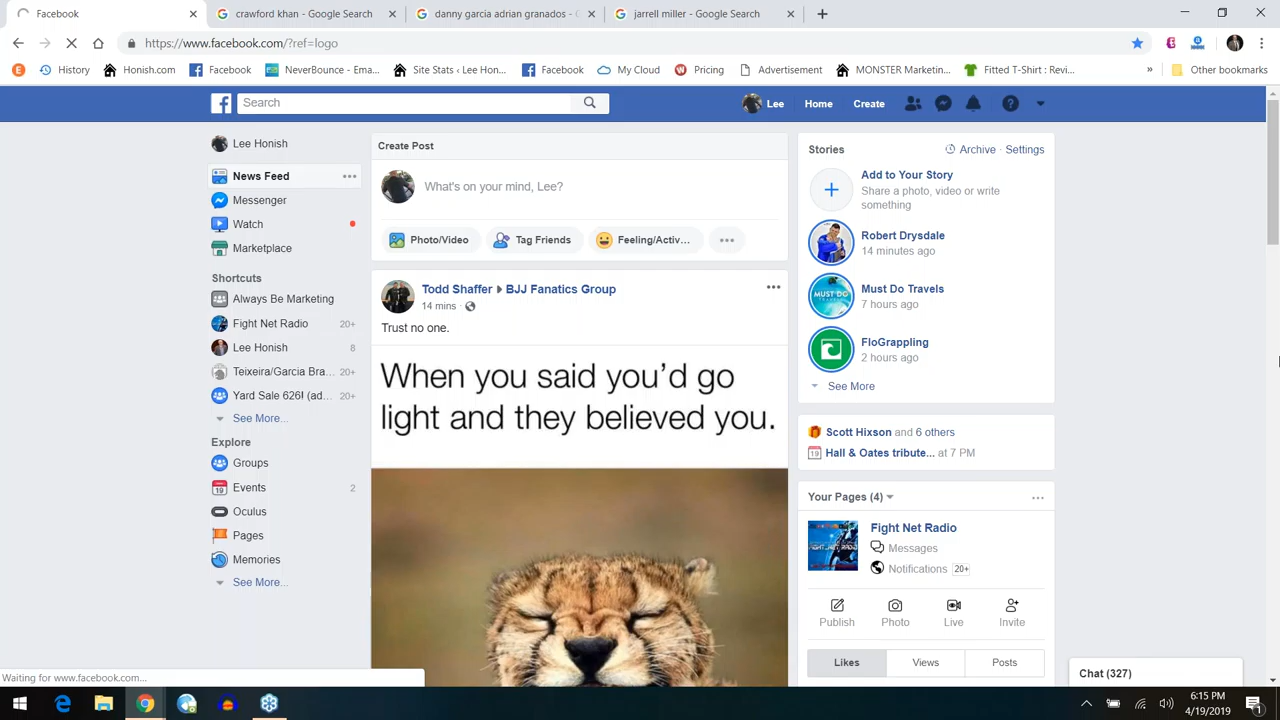 Facebook
crawford khan - Google Search
danny garcia adrian granados -
jarrell miller - Google Search
https://www.facebook.com/?ref=logo
History
Honish.com
Facebook
NeverBounce - Ema...
Site Stats ‹ Lee Hon...
Facebook
My Cloud
Pricing
Advertisement
MONSTER Marketin...
Fitted T-Shirt : Revi...
»
Other bookmarks
Search
Lee
Home
Create
Lee Honish
News Feed
Messenger
Watch
Marketplace
Shortcuts
Always Be Marketing
Fight Net Radio 20+
Lee Honish 8
Teixeira/Garcia Bra... 20+
Yard Sale 626! (ad... 20+
See More...
Explore
Groups
Events 2
Oculus
Pages
Memories
See More...
Create Post
What's on your mind, Lee?
Photo/Video
Tag Friends
Feeling/Activ...
Todd Shaffer BJJ Fanatics Group
14 mins ·
Trust no one.
When you said you'd go
light and they believed you.
Stories
Archive · Settings
Add to Your Story
Share a photo, video or write
something
Robert Drysdale
14 minutes ago
MUST DO
TRAVELS
Must Do Travels
7 hours ago
FloGrappling
2 hours ago
See More
Scott Hixson and 6 others
19 Hall & Oates tribute... at 7 PM
Your Pages (4)
FIGHT NET RADIO
Fight Net Radio
Messages
Notifications 20+
Publish
Photo
Live
Invite
Likes
Views
Posts
Chat (327)
Waiting for www.facebook.com...
6:15 PM
4/19/2019
1